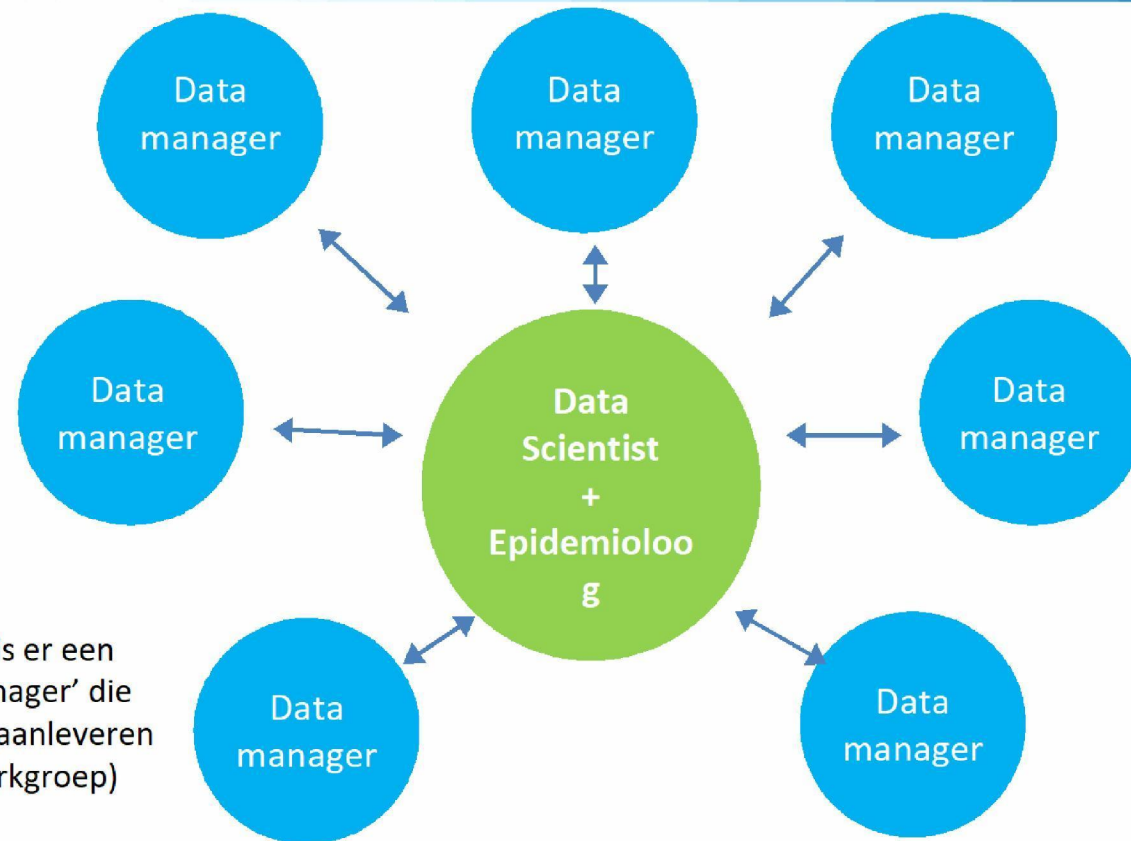 Data
manager
Data
manager
Data
manager
Data
manager
Data
Scientist
+
Epidemioloo
g
Data
manager
er een
die
aanleveren
Data
manager
Data
manager